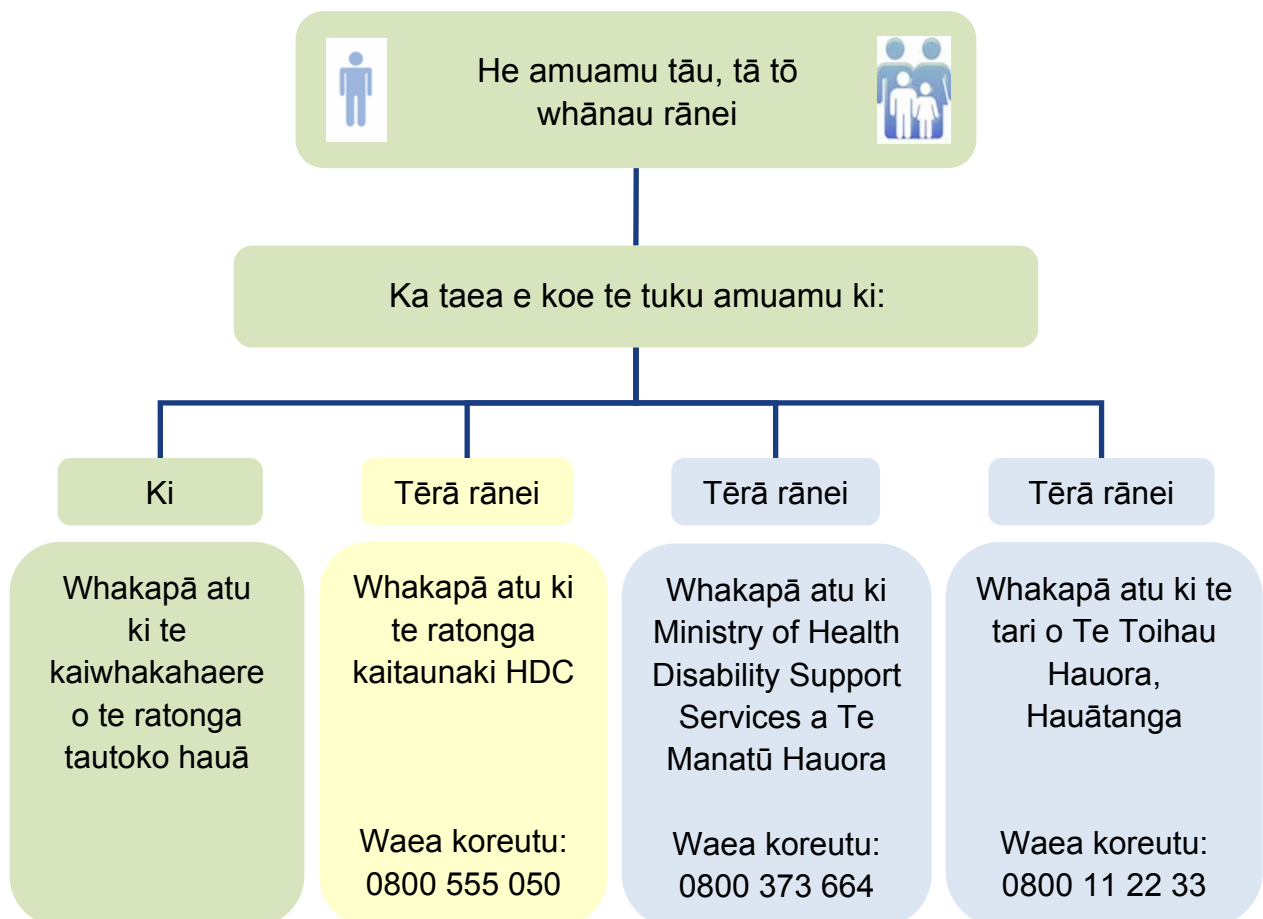 He amuamu tāu, tā tō
whānau rānei
Ka taea e koe te tuku amuamu ki:
Ki
Whakapā atu
ki te
kaiwhakahaere
o te ratonga
tautoko hauā
Tērā rānei
Whakapā atu ki
te ratonga
kaitaunaki HDC
Waea koreutu:
0800 555 050
Tērā rānei
Whakapā atu ki
Ministry of Health
Disability Support
Services a Te
Manatū Hauora
Waea koreutu:
0800 373 664
Tērā rānei
Whakapā atu ki te
tari o Te Toihau
Hauora,
Hauātanga
Waea koreutu:
0800 11 22 33